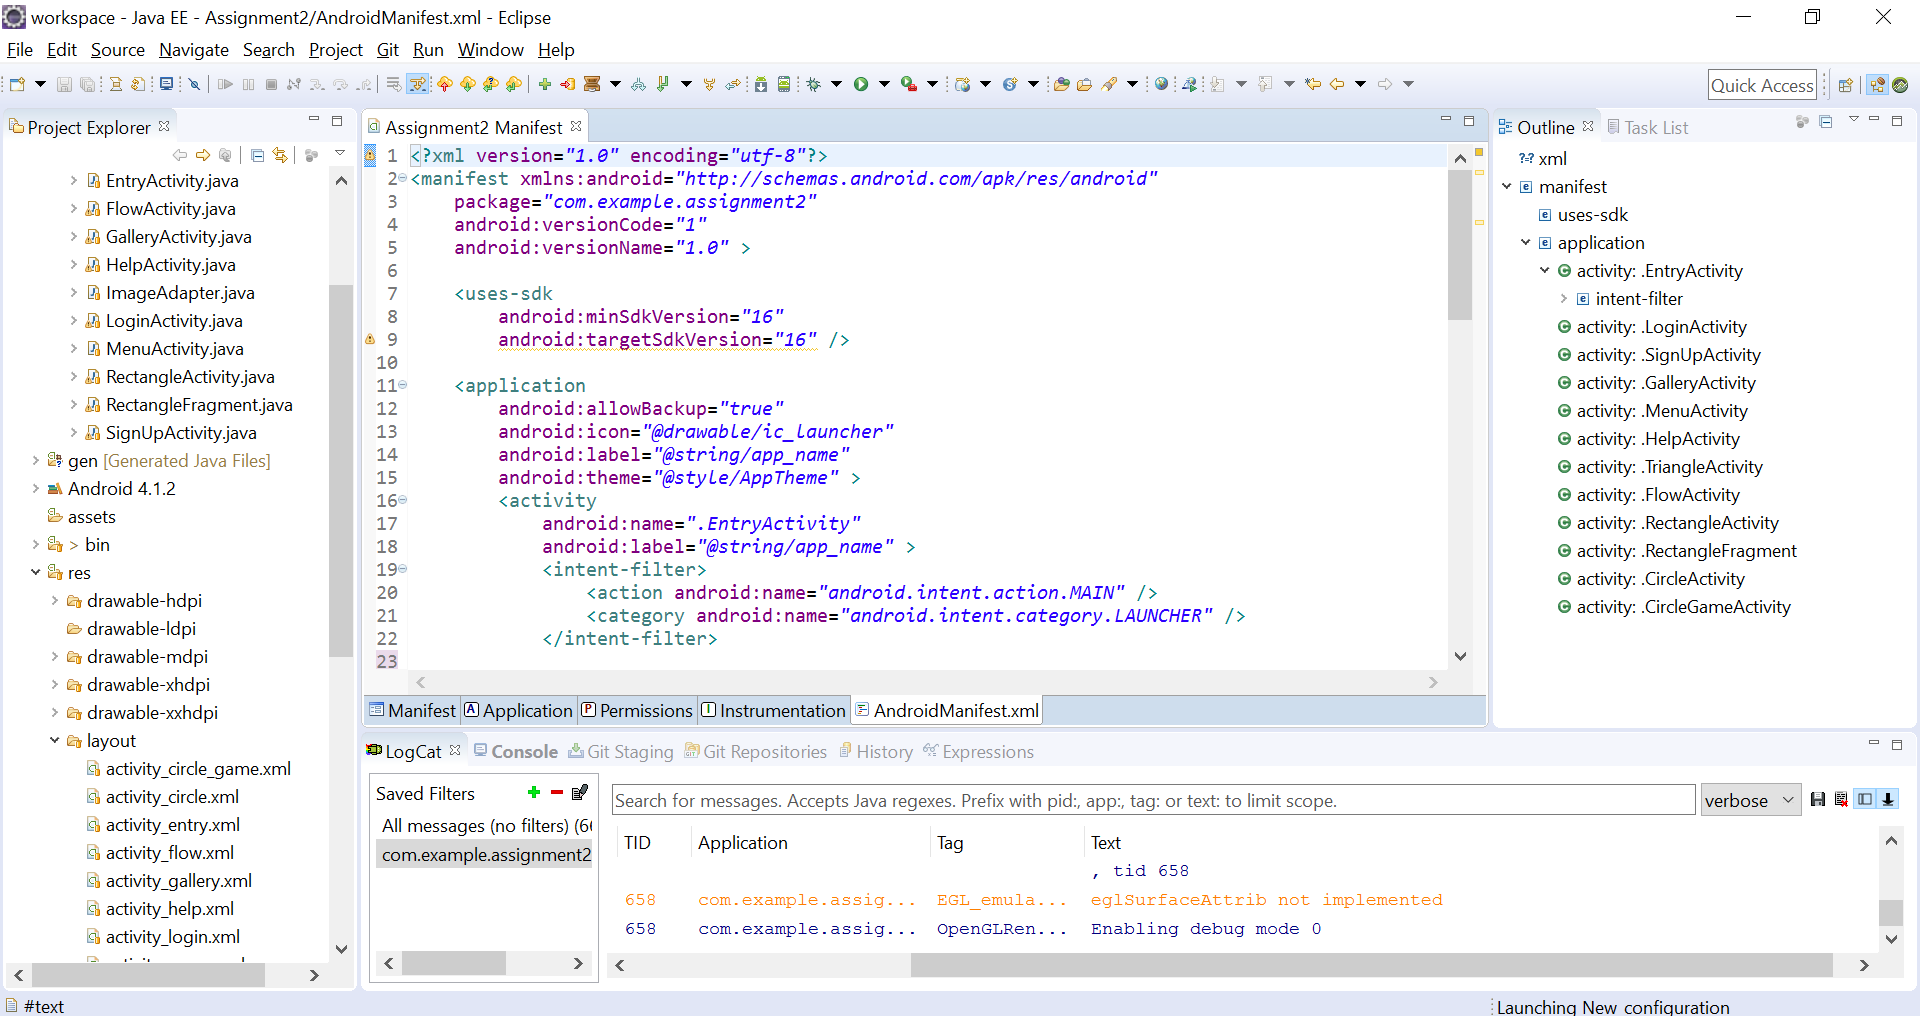 workspace - Java EE - Assignment2/AndroidManifest.xml - Eclipse
File Edit Source Navigate Search Project Git Run Window Help
Quick Access
Project Explorer
EntryActivity.java
FlowActivity.java
GalleryActivity.java
HelpActivity.java
ImageAdapter.java
LoginActivity.java
MenuActivity.java
RectangleActivity.java
RectangleFragment.java
SignUpActivity.java
gen [Generated Java Files]
Android 4.1.2
assets
> bin
res
drawable-hdpi
drawable-ldpi
drawable-mdpi
drawable-xhdpi
drawable-xxhdpi
layout
activity_circle_game.xml
activity_circle.xml
activity_entry.xml
activity_flow.xml
activity_gallery.xml
activity_help.xml
activity_login.xml
Assignment2 Manifest
1 <?xml version="1.0" encoding="utf-8"?>
2 <manifest xmlns:android="http://schemas.android.com/apk/res/android"
3 package="com.example.assignment2"
4 android:versionCode="1"
5 android:versionName="1.0" >
6
7 <uses-sdk
8 android:minSdkVersion="16"
9 android:targetSdkVersion="16" />
10
11 <application
12 android:allowBackup="true"
13 android:icon="@drawable/ic_launcher"
14 android:label="@string/app_name"
15 android:theme="@style/AppTheme" >
16 <activity
17 android:name=".EntryActivity"
18 android:label="@string/app_name" >
19 <intent-filter>
20 <action android:name="android.intent.action.MAIN" />
21 <category android:name="android.intent.category.LAUNCHER" />
22 </intent-filter>
23
Manifest Application Permissions Instrumentation AndroidManifest.xml
Outline Task List
xml
manifest
uses-sdk
application
activity: .EntryActivity
intent-filter
activity: .LoginActivity
activity: .SignUpActivity
activity: .GalleryActivity
activity: .MenuActivity
activity: .HelpActivity
activity: .TriangleActivity
activity: .FlowActivity
activity: .RectangleActivity
activity: .RectangleFragment
activity: .CircleActivity
activity: .CircleGameActivity
LogCat Console Git Staging Git Repositories History Expressions
Saved Filters
All messages (no filters)
com.example.assignment2
Search for messages. Accepts Java regexes. Prefix with pid:, app:, tag: or text: to limit scope.
verbose
TID Application Tag Text
, tid 658
658 com.example.assig... EGL_emula... eglSurfaceAttrib not implemented
658 com.example.assig... OpenGLRen... Enabling debug mode 0
#text
Launching New configuration